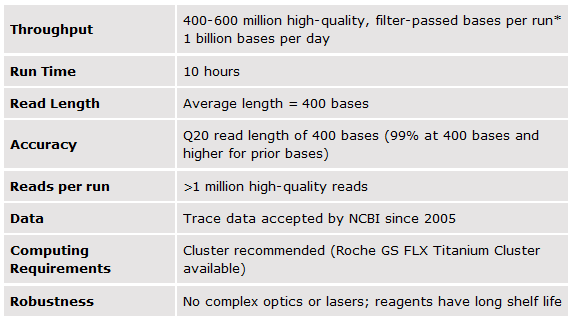 Throughput
400-600 million high-quality, filter-passed bases per run*
1 billion bases per day
Run Time
10 hours
Read Length
Average length = 400 bases
Accuracy
Q20 read length of 400 bases (99% at 400 bases and
higher for prior bases)
Reads per run
>1 million high-quality reads
Data
Trace data accepted by NCBI since 2005
Computing
Requirements
Cluster recommended (Roche GS FLX Titanium Cluster
available)
Robustness
No complex optics or lasers; reagents have long shelf life